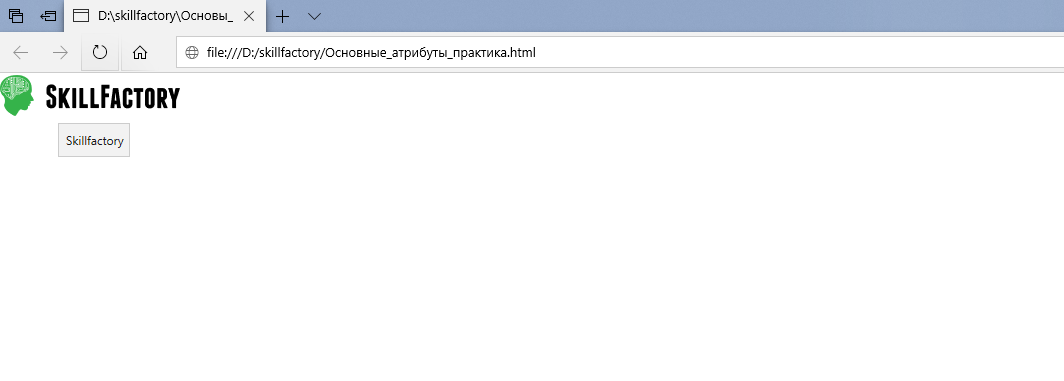 D:\skillfactory\Основы_
file:///D:/skillfactory/Основные_атрибуты_практика.html
SkillFactory
Skillfactory